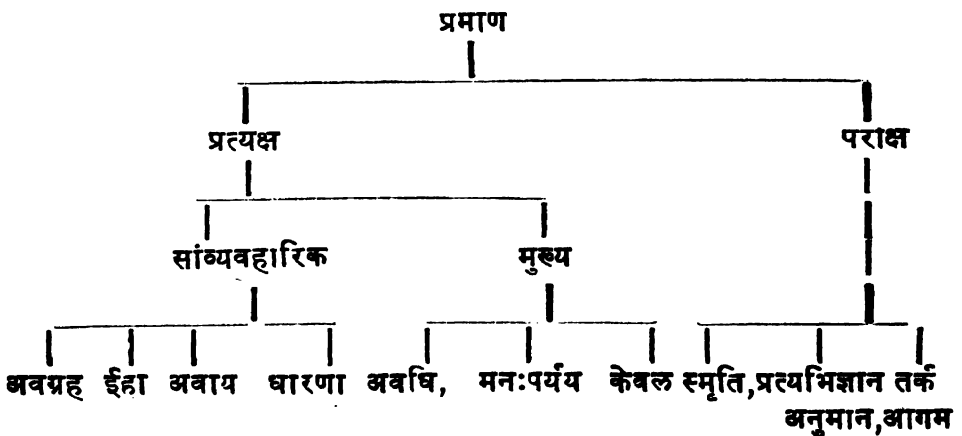 प्रमाण
प्रत्यक्ष परोक्ष
सांव्यवहारिक मुख्य
अवग्रह ईहा अवाय धारणा अवधि, मनःपर्यय केवल स्मृति,प्रत्यभिज्ञान तर्क
अनुमान,आगम